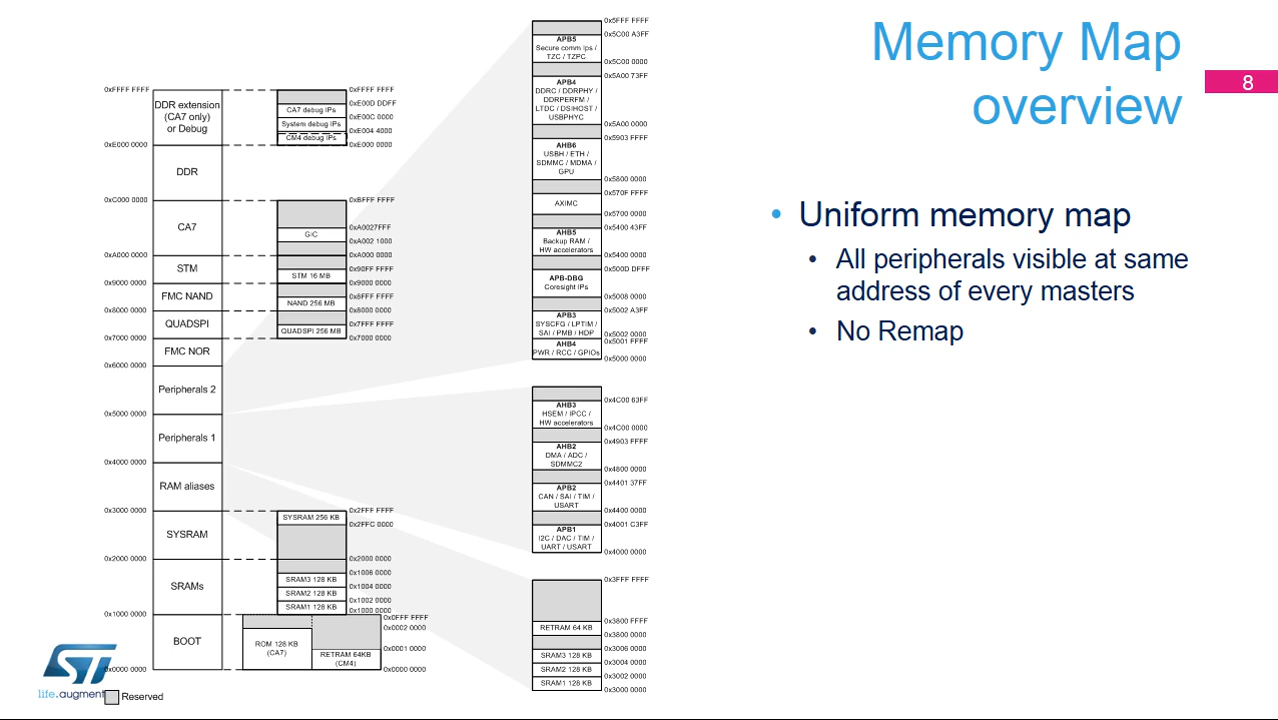 Memory Map
overview
8
• Uniform memory map
• All peripherals visible at same
address of every masters
• No Remap
0xFFFF FFFF
DDR extension
(CA7 only)
or Debug
0xE000 0000
DDR
0xC000 0000
CA7
0xA000 0000
STM
0x9000 0000
FMC NAND
0x8000 0000
QUADSPI
0x7000 0000
FMC NOR
0x6000 0000
Peripherals 2
0x5000 0000
Peripherals 1
0x4000 0000
RAM aliases
0x3000 0000
SYSRAM
0x2000 0000
SRAMs
0x1000 0000
BOOT
0x0000 0000
0xFFFF FFFF
0xE00D DDFF
CA7 debug IPs
0xE00C 0000
System debug IPs
0xE004 4000
CM4 debug IPs
0xE000 0000
0xBFFF FFFF
0xA0027FFF
GIC
0xA002 1000
0xA000 0000
0x90FF FFFF
STM 16 MB
0x9000 0000
0x8FFF FFFF
NAND 256 MB
0x8000 0000
0x7FFF FFFF
QUADSPI 256 MB
0x7000 0000
0x2FFF FFFF
SYSRAM 256 KB
0x2FFC 0000
0x2000 0000
0x1006 0000
SRAM3 128 KB
0x1004 0000
SRAM2 128 KB
0x1002 0000
SRAM1 128 KB
0x1000 0000
0x0FFF FFFF
0x0002 0000
ROM 128 KB
(CA7)
0x0001 0000
RETRAM 64KB
(CM4)
0x0000 0000
0x5FFF FFFF
0x5C00 A3FF
APB5
Secure comm Ips /
TZC / TZPC
0x5C00 0000
0x5A00 73FF
APB4
DDRC / DDRPHY /
DDRPERFM /
LTDC / DSIHOST /
USBPHYC
0x5A00 0000
0x5903 FFFF
AHB6
USBH / ETH /
SDMMC / MDMA /
GPU
0x5800 0000
0x570F FFFF
AXIMC
0x5700 0000
0x5400 43FF
AHB5
Backup RAM /
HW accelerators
0x5400 0000
0x500D DFFF
APB-DBG
Coresight IPs
0x5008 0000
0x5002 A3FF
APB3
SYSCFG / LPTIM /
SAI / PMB / HDP
0x5002 0000
0x5001 FFFF
AHB4
PWR / RCC / GPIOs
0x5000 0000
0x4C00 63FF
AHB3
HSEM / IPCC /
HW accelerators
0x4C00 0000
0x4903 FFFF
AHB2
DMA / ADC /
SDMMC2
0x4800 0000
0x4401 37FF
APB2
CAN / SAI / TIM /
USART
0x4400 0000
0x4001 C3FF
APB1
I2C / DAC / TIM /
UART / USART
0x4000 0000
0x3FFF FFFF
0x3800 FFFF
RETRAM 64 KB
0x3800 0000
0x3006 0000
SRAM3 128 KB
0x3004 0000
SRAM2 128 KB
0x3002 0000
SRAM1 128 KB
0x3000 0000
ST
life.augment
Reserved